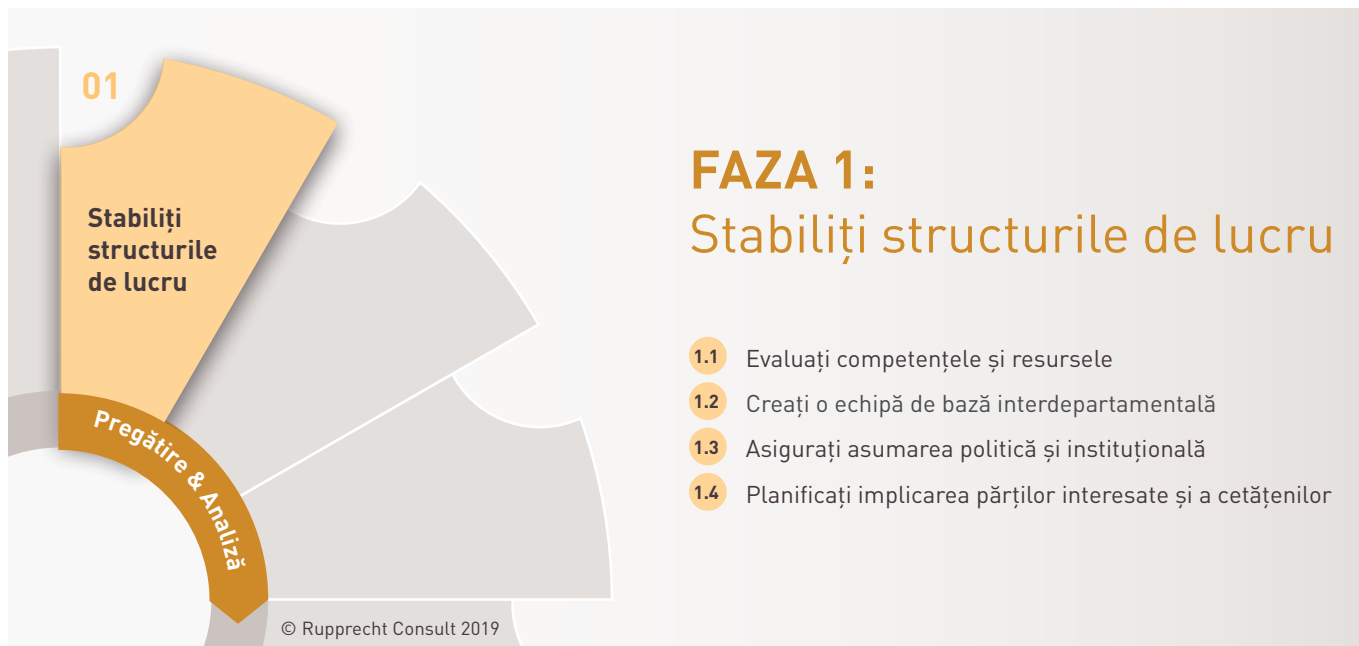 01
Stabiliți
structurile
de lucru
Pregătire & Analiză
© Rupprecht Consult 2019
FAZA 1:
Stabiliți structurile de lucru
1.1 Evaluați competențele și resursele
1.2 Creați o echipă de bază interdepartamentală
1.3 Asigurați asumarea politică și instituțională
1.4 Planificați implicarea părților interesate și a cetățenilor